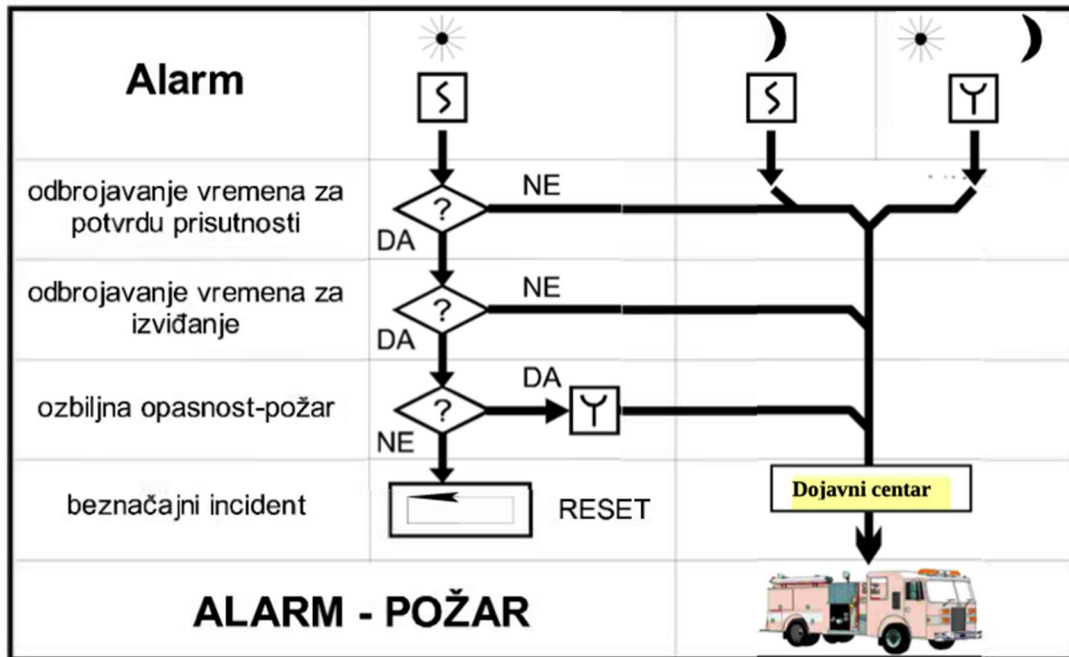 Alarm
odbrojavanje vremena za
potvrdu prisutnosti
?
NE
DA
odbrojavanje vremena za
izviđanje
?
NE
DA
ozbiljna opasnost-požar
?
DA
NE
beznačajni incident
RESET
Dojavni centar
ALARM - POŽAR